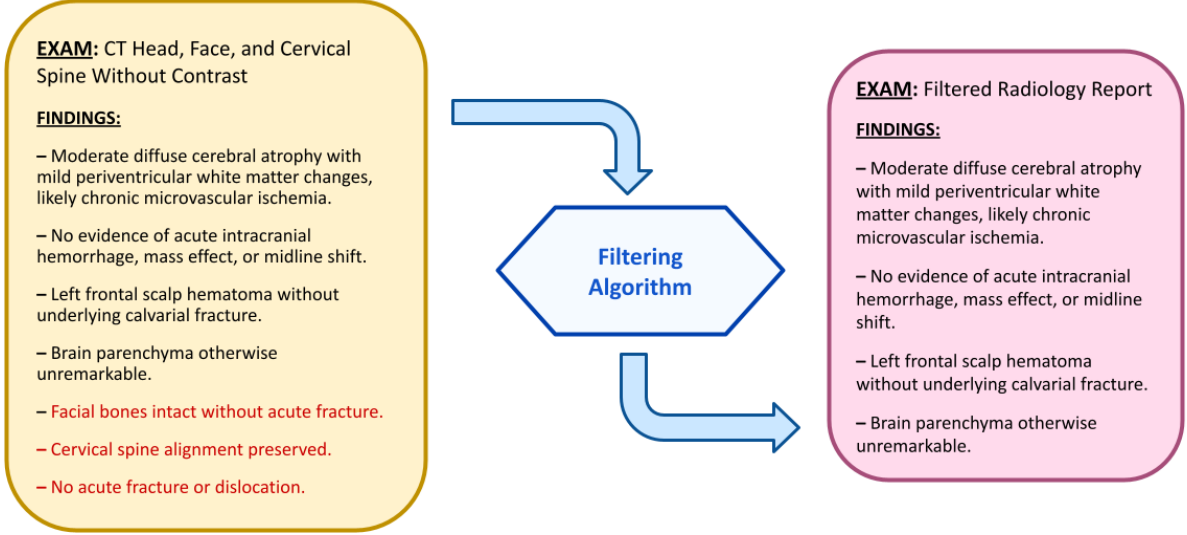 EXAM: CT Head, Face, and Cervical
Spine Without Contrast
FINDINGS:
– Moderate diffuse cerebral atrophy with
mild periventricular white matter changes,
likely chronic microvascular ischemia.
– No evidence of acute intracranial
hemorrhage, mass effect, or midline shift.
– Left frontal scalp hematoma without
underlying calvarial fracture.
– Brain parenchyma otherwise
unremarkable.
– Facial bones intact without acute fracture.
– Cervical spine alignment preserved.
– No acute fracture or dislocation.
Filtering
Algorithm
EXAM: Filtered Radiology Report
FINDINGS:
– Moderate diffuse cerebral atrophy
with mild periventricular white
matter changes, likely chronic
microvascular ischemia.
– No evidence of acute intracranial
hemorrhage, mass effect, or midline
shift.
– Left frontal scalp hematoma
without underlying calvarial fracture.
– Brain parenchyma otherwise
unremarkable.